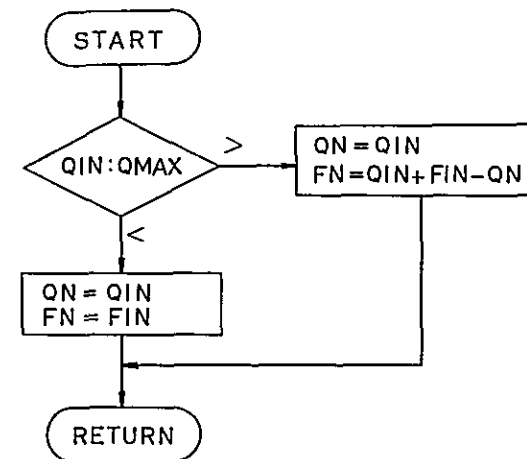 START
QIN:QMAX
>
QN=QIN
FN=QIN+FIN-QN
<
QN = QIN
FN = FIN
RETURN